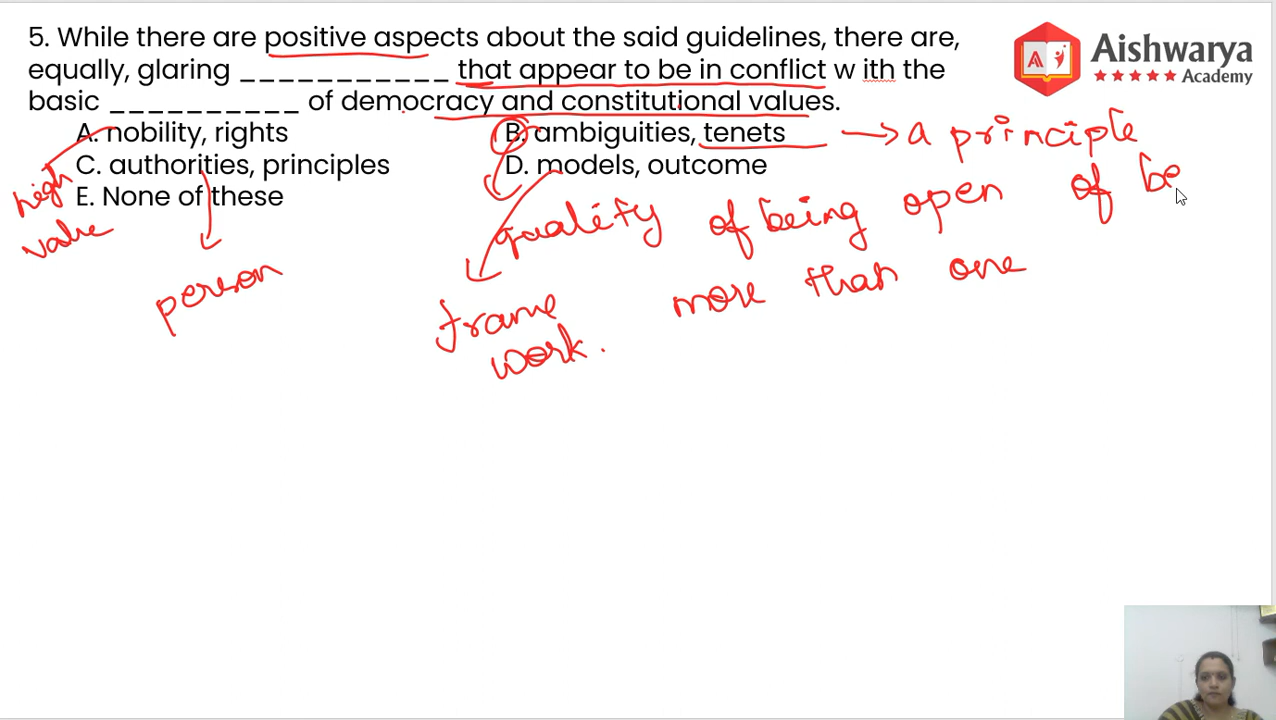 5. While there are positive aspects about the said guidelines, there are,
equally, glaring ___________ that appear to be in conflict w ith the
basic __________ of democracy and constitutional values.
A. nobility, rights
B. ambiguities, tenets
C. authorities, principles
D. models, outcome
E. None of these
Aishwarya
Academy
a principle of be
high value
person
quality of being open
more than one
frame work.